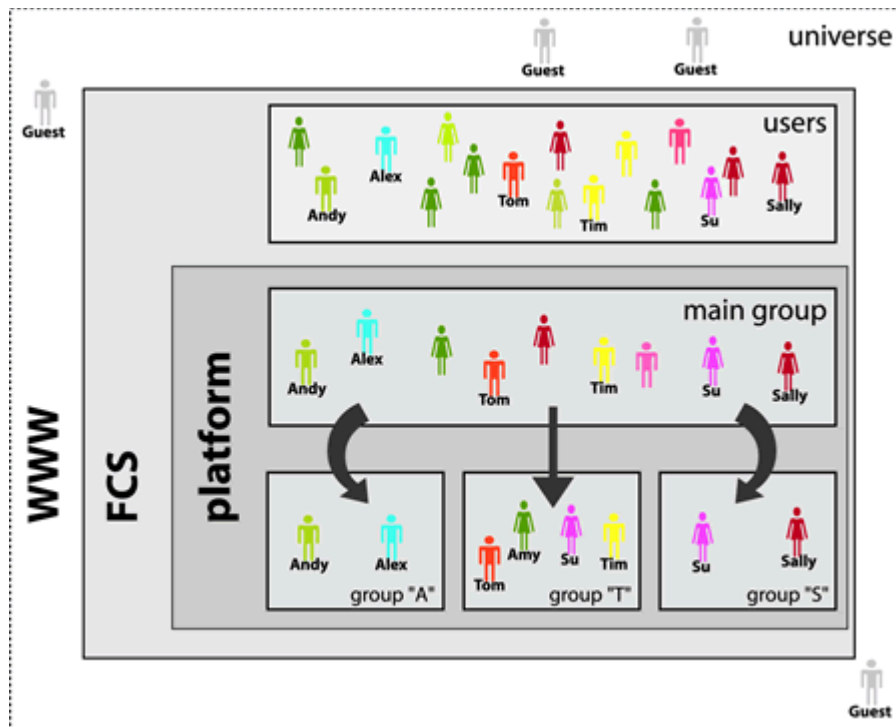 universe
Guest
Guest
Guest
users
Alex
Andy
Tom
Tim
Su
Sally
main group
Alex
Andy
Tom
Tim
Su
Sally
WWW
FCS
platform
Andy
Alex
group "A"
Amy
Su
Tom
Tim
group "T"
Su
Sally
group "S"
Guest